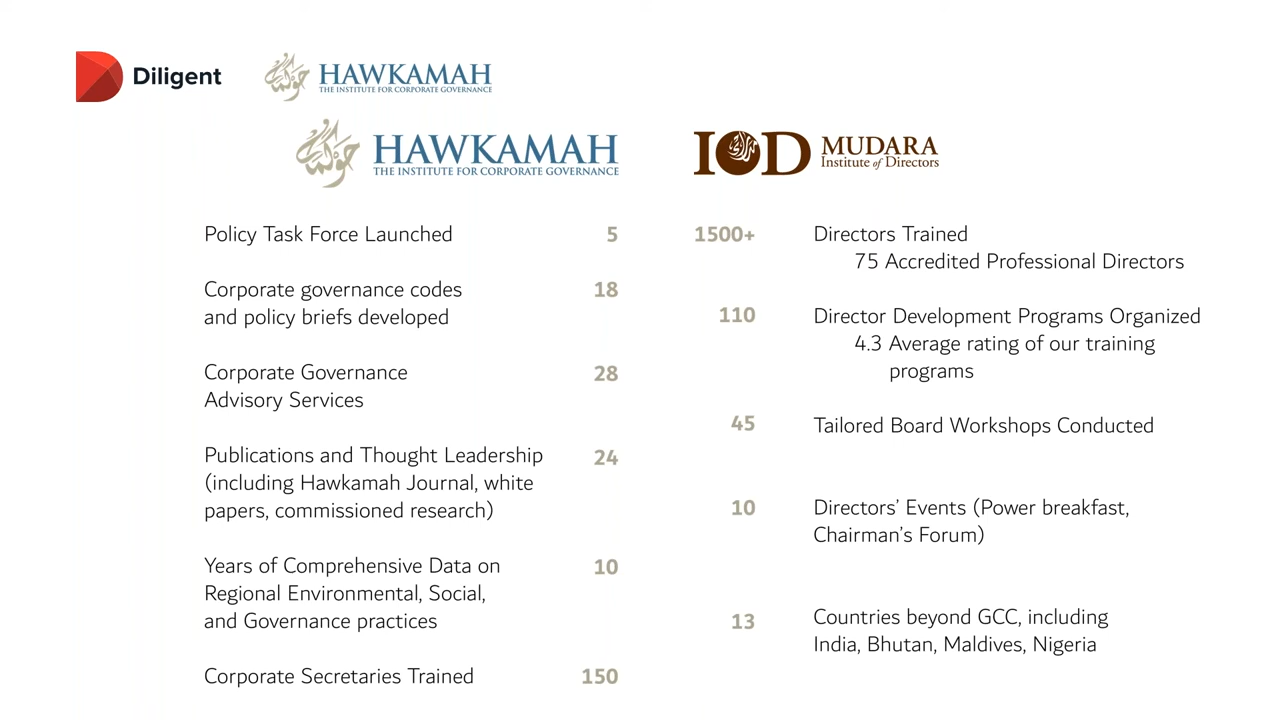 Diligent
HAWKAMAH
THE INSTITUTE FOR CORPORATE GOVERNANCE
HAWKAMAH
THE INSTITUTE FOR CORPORATE GOVERNANCE
Policy Task Force Launched 5
Corporate governance codes 18
and policy briefs developed
Corporate Governance 28
Advisory Services
Publications and Thought Leadership 24
(including Hawkamah Journal, white
papers, commissioned research)
Years of Comprehensive Data on 10
Regional Environmental, Social,
and Governance practices
Corporate Secretaries Trained 150
IOD MUDARA
Institute of Directors
1500+ Directors Trained
75 Accredited Professional Directors
110 Director Development Programs Organized
4.3 Average rating of our training
programs
45 Tailored Board Workshops Conducted
10 Directors’ Events (Power breakfast,
Chairman’s Forum)
13 Countries beyond GCC, including
India, Bhutan, Maldives, Nigeria